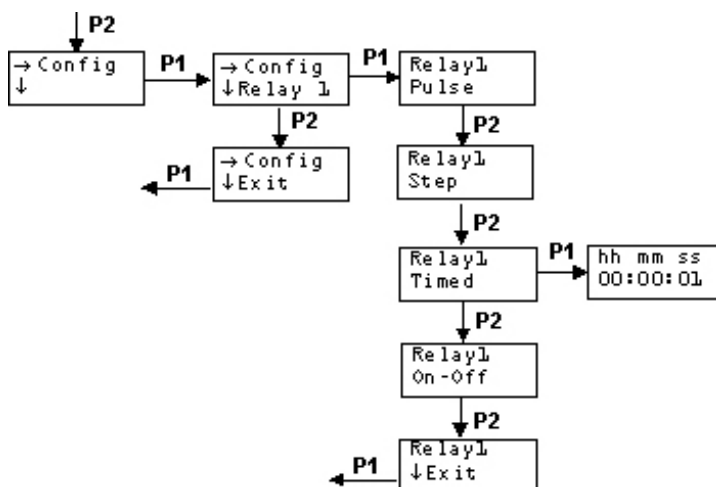 P2
→ Config
↓
P1
→ Config
↓Relay 1
P1
Relay1
Pulse
P2
P2
→ Config
↓Exit
P1
Relay1
Step
P2
Relay1
Timed
P1
hh mm ss
00:00:01
P2
Relay1
On-Off
P2
Relay1
↓Exit
P1